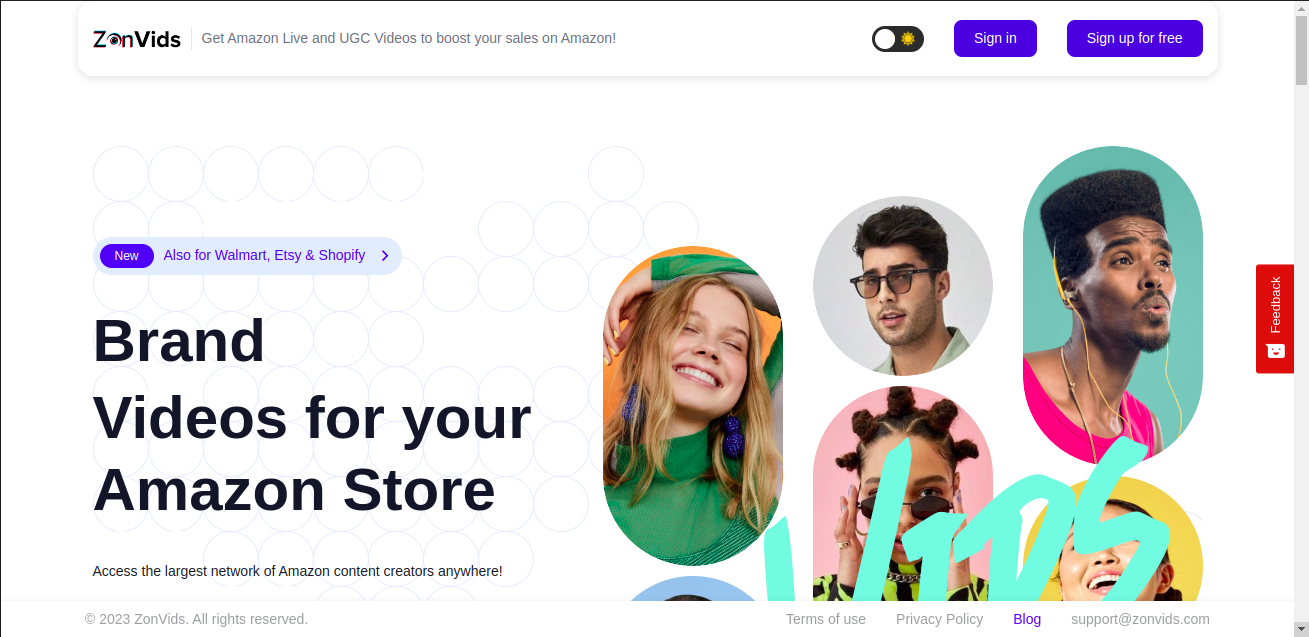 ZonVids
Get Amazon Live and UGC Videos to boost your sales on Amazon!
Sign in
Sign up for free
New
Also for Walmart, Etsy & Shopify
Brand
Videos for your
Amazon Store
Access the largest network of Amazon content creators anywhere!
Vids
Feedback
© 2023 ZonVids. All rights reserved.
Terms of use
Privacy Policy
Blog
support@zonvids.com